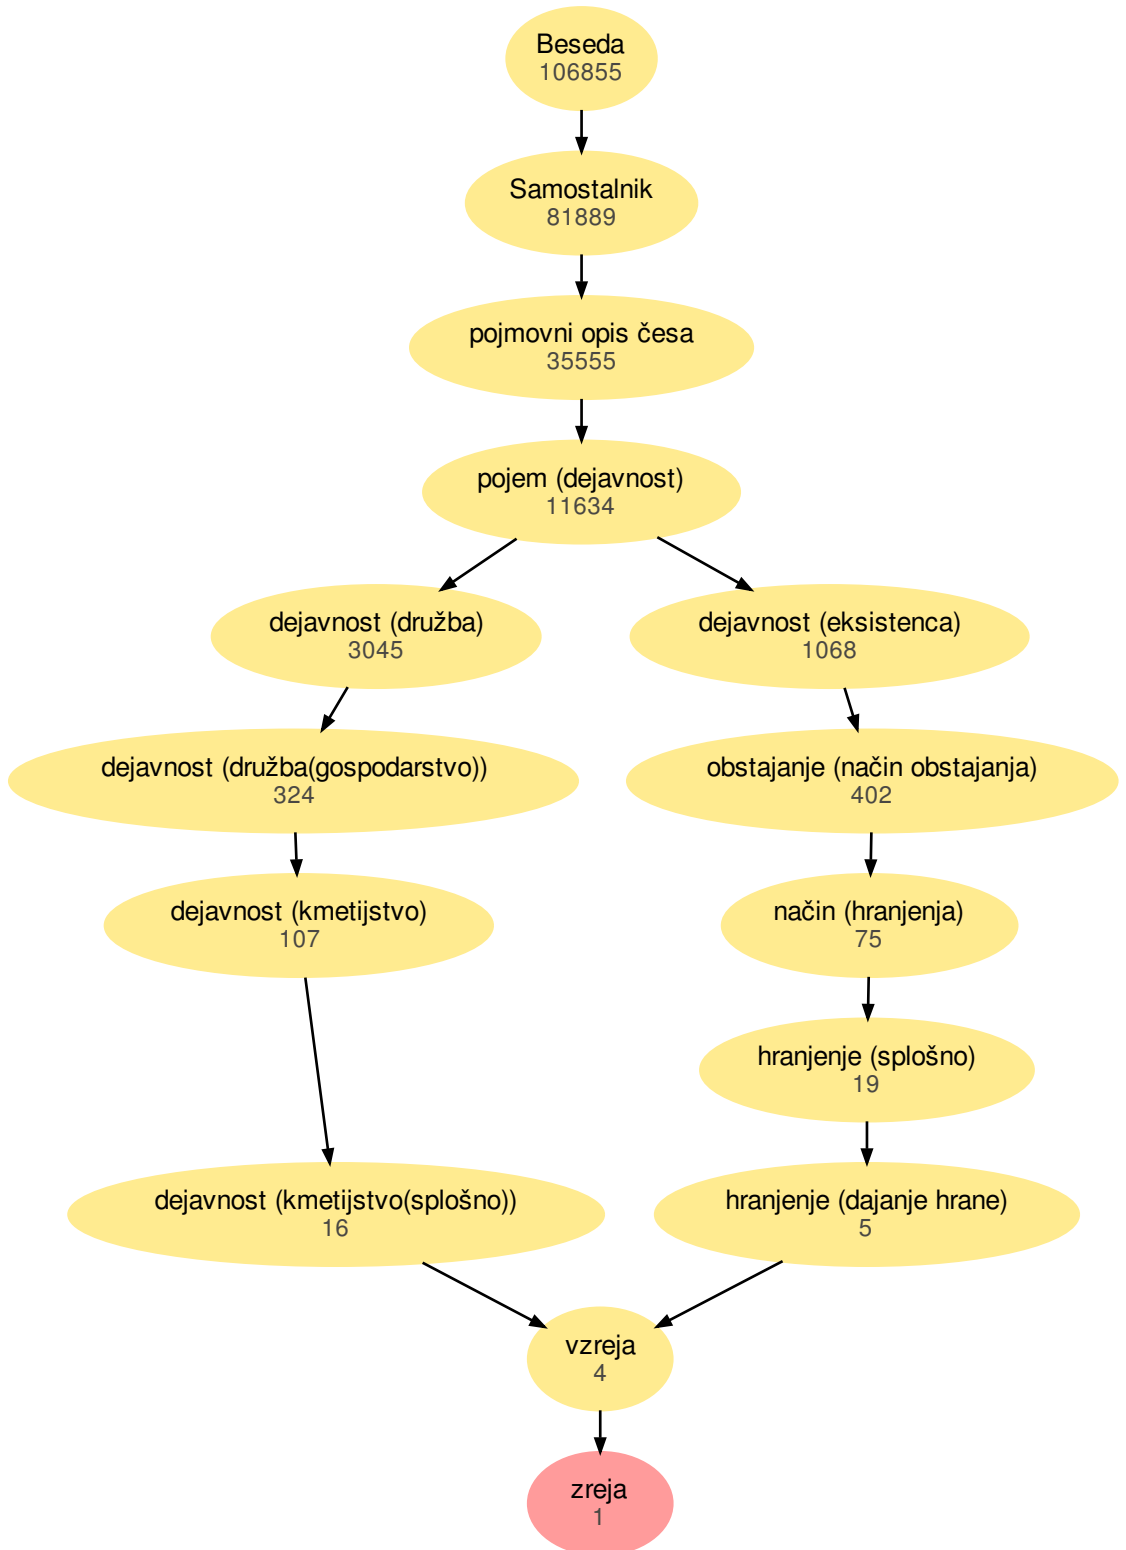 Beseda
106855
Samostalnik
81889
pojmovni opis česa
35555
pojem (dejavnost)
11634
dejavnost (družba)
3045
dejavnost (eksistenca)
1068
dejavnost (družba(gospodarstvo))
324
obstajanje (način obstajanja)
402
dejavnost (kmetijstvo)
107
način (hranjenja)
75
hranjenje (splošno)
19
dejavnost (kmetijstvo(splošno))
16
hranjenje (dajanje hrane)
5
vzreja
4
zreja
1